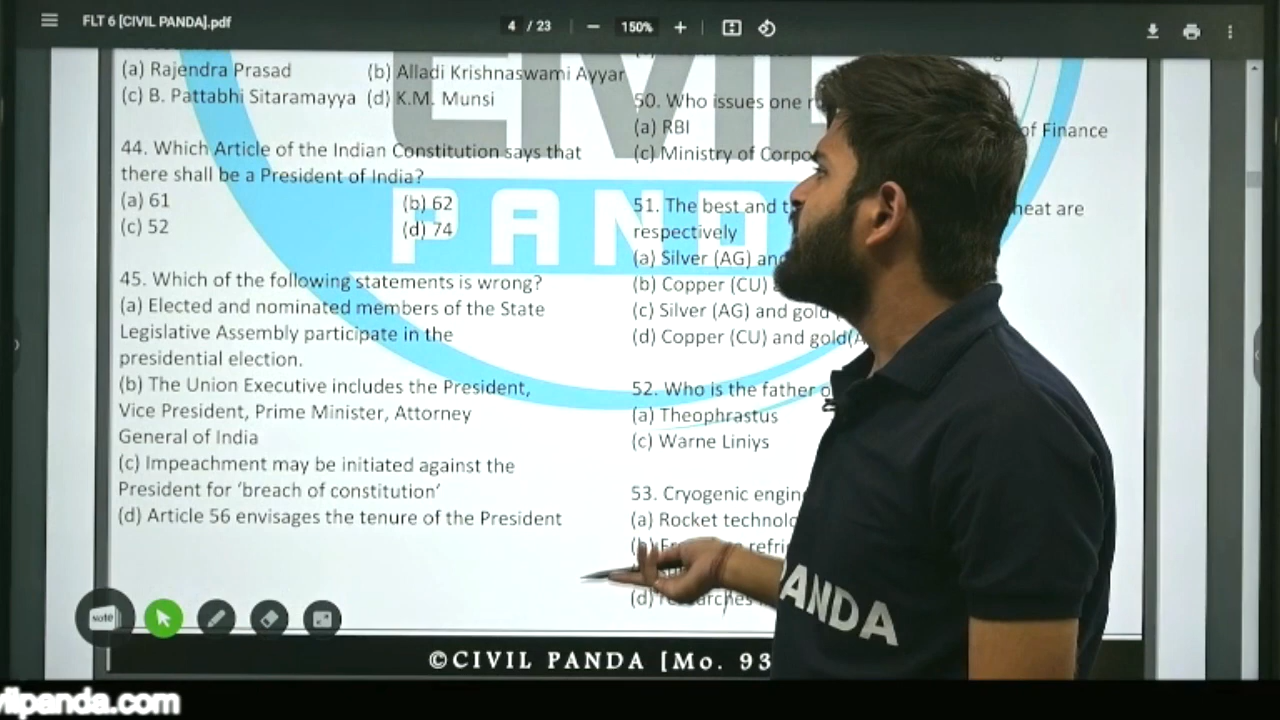 FLT 6 [CIVIL PANDA].pdf
4 / 23
150%
CIVIL
PANDA
(a) Rajendra Prasad (b) Alladi Krishnaswami Ayyar
(c) B. Pattabhi Sitaramayya (d) K.M. Munsi
44. Which Article of the Indian Constitution says that
there shall be a President of India?
(a) 61 (b) 62
(c) 52 (d) 74
45. Which of the following statements is wrong?
(a) Elected and nominated members of the State
Legislative Assembly participate in the
presidential election.
(b) The Union Executive includes the President,
Vice President, Prime Minister, Attorney
General of India
(c) Impeachment may be initiated against the
President for ‘breach of constitution’
(d) Article 56 envisages the tenure of the President
50. Who issues one
(a) RBI of Finance
(c) Ministry of
51. The best and heat are
respectively
(a) Silver (AG) and
(b) Copper (CU)
(c) Silver (AG) and gold
(d) Copper (CU) and gold(A
52. Who is the father
(a) Theophrastus
(c) Warne Liniys
53. Cryogenic
(a) Rocket
(b)
(d)
note
©CIVIL PANDA [Mo. 93
PANDA
vilpanda.com